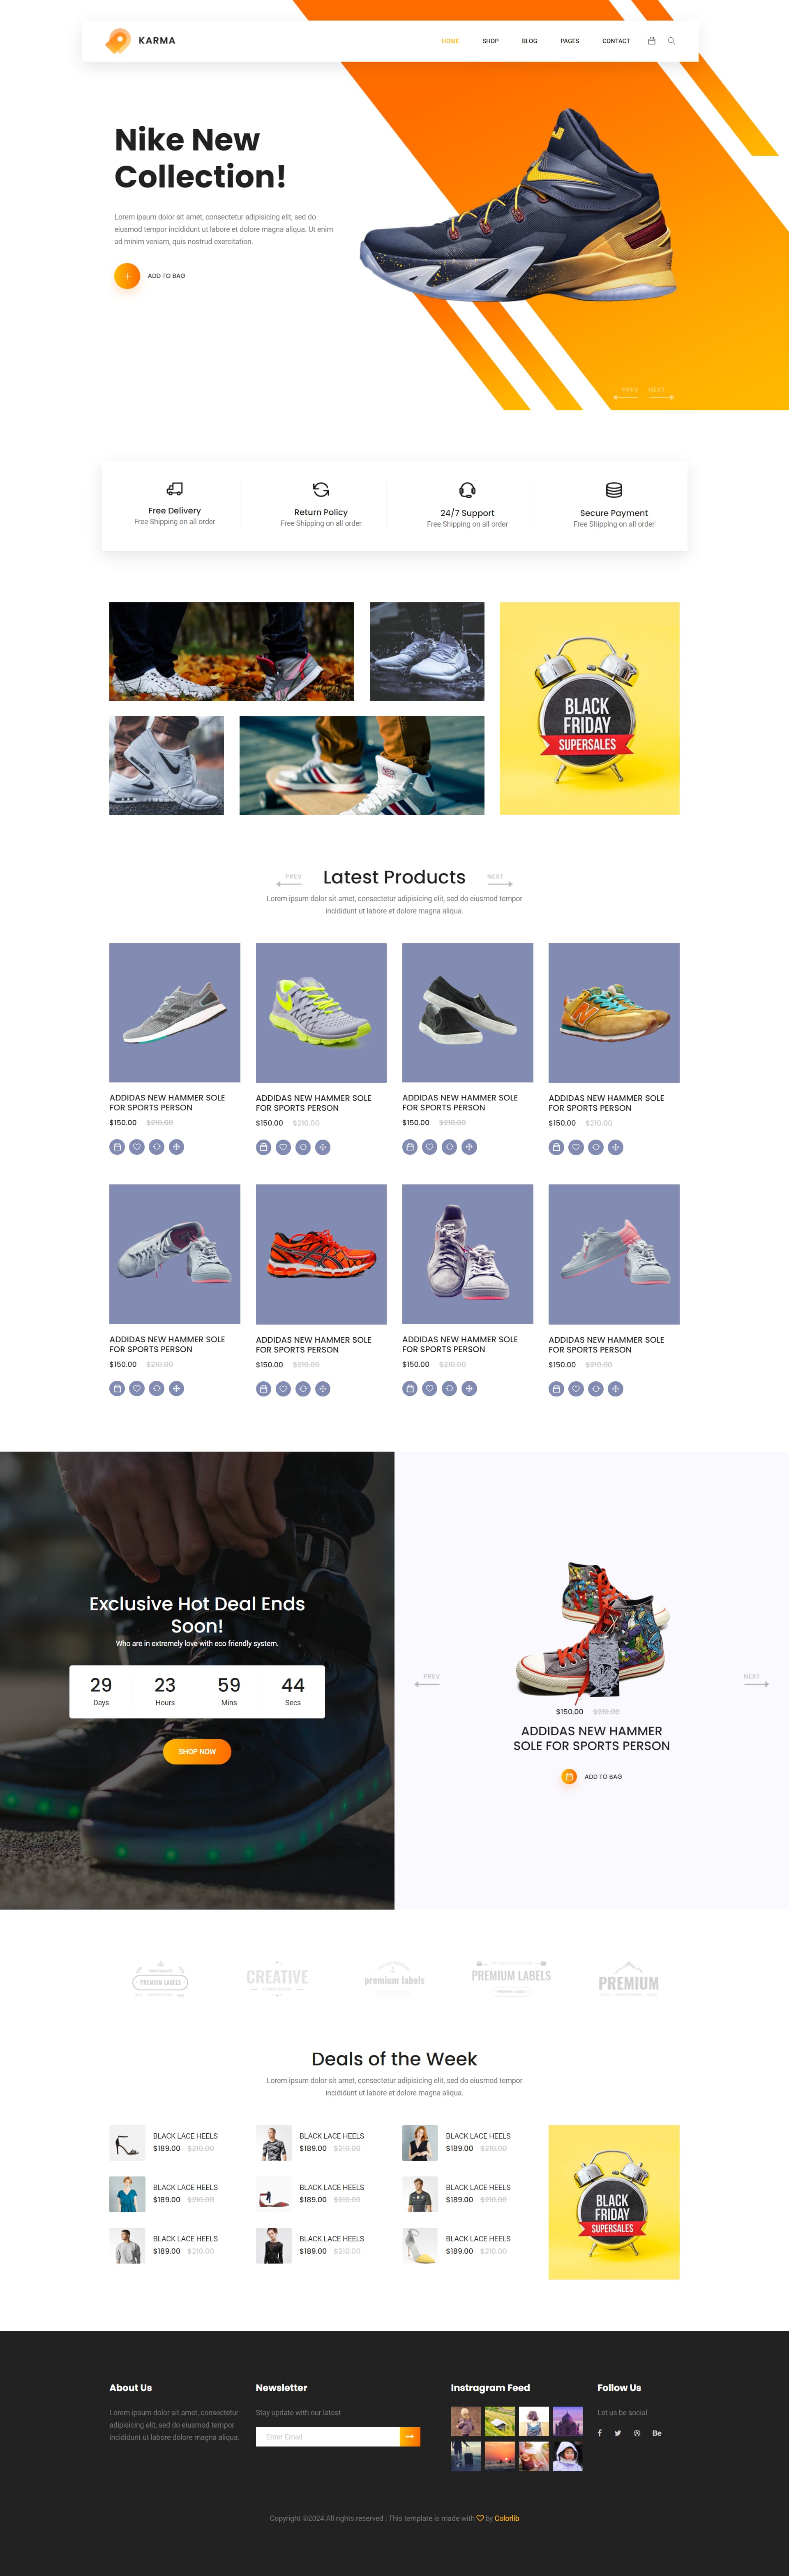 KARMA
HOME SHOP BLOG PAGES CONTACT
Nike New
Collection!
Lorem ipsum dolor sit amet, consectetur adipisicing elit, sed do
eiusmod tempor incididunt ut labore et dolore magna aliqua. Ut enim
ad minim veniam, quis nostrud exercitation.
ADD TO BAG
PREV NEXT
Free Delivery
Free Shipping on all order
Return Policy
Free Shipping on all order
24/7 Support
Free Shipping on all order
Secure Payment
Free Shipping on all order
BLACK
FRIDAY
SUPERSALES
PREV
Latest Products
NEXT
Lorem ipsum dolor sit amet, consectetur adipisicing elit, sed do eiusmod tempor
incididunt ut labore et dolore magna aliqua.
ADDIDAS NEW HAMMER SOLE
FOR SPORTS PERSON
$150.00 $210.00
ADDIDAS NEW HAMMER SOLE
FOR SPORTS PERSON
$150.00 $210.00
ADDIDAS NEW HAMMER SOLE
FOR SPORTS PERSON
$150.00 $210.00
ADDIDAS NEW HAMMER SOLE
FOR SPORTS PERSON
$150.00 $210.00
ADDIDAS NEW HAMMER SOLE
FOR SPORTS PERSON
$150.00 $210.00
ADDIDAS NEW HAMMER SOLE
FOR SPORTS PERSON
$150.00 $210.00
ADDIDAS NEW HAMMER SOLE
FOR SPORTS PERSON
$150.00 $210.00
ADDIDAS NEW HAMMER SOLE
FOR SPORTS PERSON
$150.00 $210.00
Exclusive Hot Deal Ends
Soon!
Who are in extremely love with eco friendly system.
29 23 59 44
Days Hours Mins Secs
SHOP NOW
PREV
NEXT
$150.00 $210.00
ADDIDAS NEW HAMMER
SOLE FOR SPORTS PERSON
ADD TO BAG
PREMIUM LABELS
CREATIVE
premium labels
PREMIUM LABELS
PREMIUM
Deals of the Week
Lorem ipsum dolor sit amet, consectetur adipisicing elit, sed do eiusmod tempor
incididunt ut labore et dolore magna aliqua.
BLACK LACE HEELS
$189.00 $210.00
BLACK LACE HEELS
$189.00 $210.00
BLACK LACE HEELS
$189.00 $210.00
BLACK LACE HEELS
$189.00 $210.00
BLACK LACE HEELS
$189.00 $210.00
BLACK LACE HEELS
$189.00 $210.00
BLACK LACE HEELS
$189.00 $210.00
BLACK LACE HEELS
$189.00 $210.00
BLACK LACE HEELS
$189.00 $210.00
BLACK
FRIDAY
SUPERSALES
About Us
Lorem ipsum dolor sit amet, consectetur
adipisicing elit, sed do eiusmod tempor
incididunt ut labore dolore magna aliqua.
Newsletter
Stay update with our latest
Enter Email
Instragram Feed
Follow Us
Let us be social
Copyright ©2024 All rights reserved | This template is made with by Colorlib